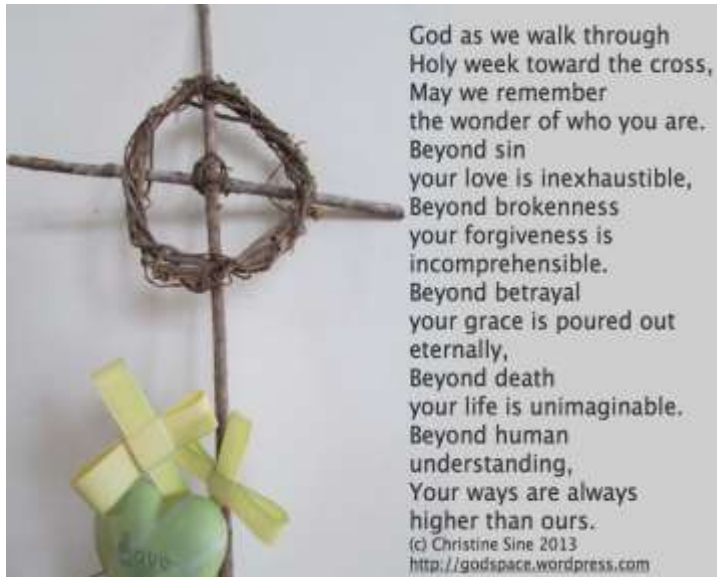 God as we walk through
Holy week toward the cross,
May we remember
the wonder of who you are.
Beyond sin
your love is inexhaustible,
Beyond brokenness
your forgiveness is
incomprehensible.
Beyond betrayal
your grace is poured out
eternally,
Beyond death
your life is unimaginable.
Beyond human
understanding,
Your ways are always
higher than ours.
(c) Christine Sine 2013
http://godspace.wordpress.com
Love